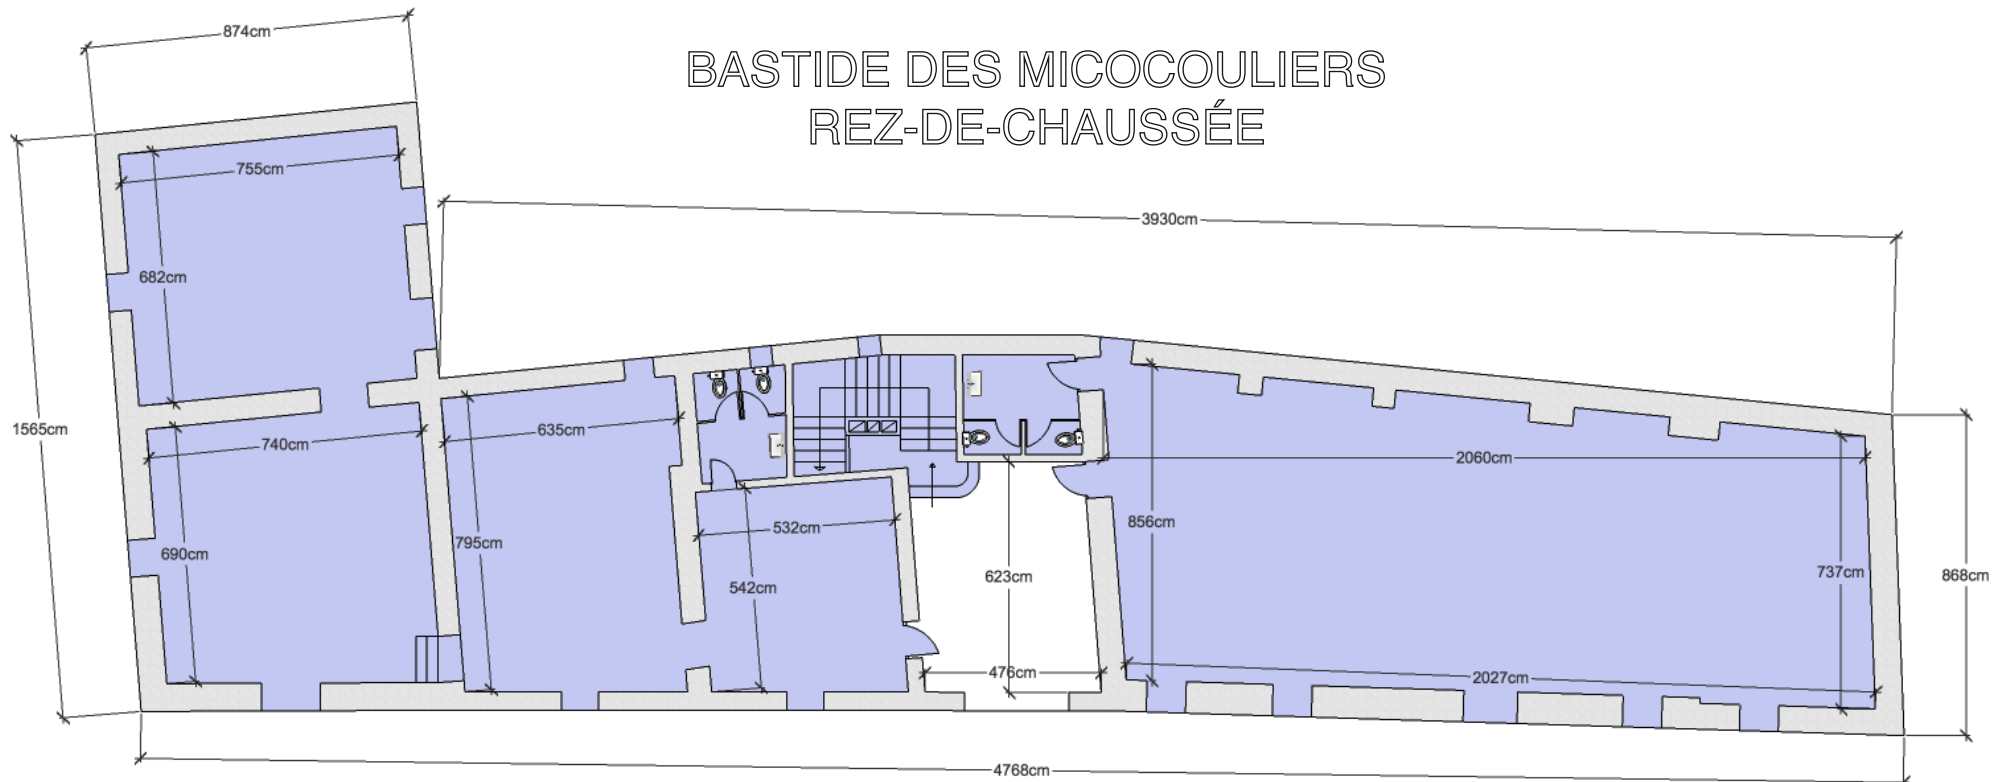 874cm
BASTIDE DES MICOCOULIERS
REZ-DE-CHAUSSÉE
755cm
3930cm
682cm
1565cm
740cm
635cm
2060cm
532cm
856cm
795cm
690cm
623cm
737cm
868cm
542cm
476cm
2027cm
4768cm